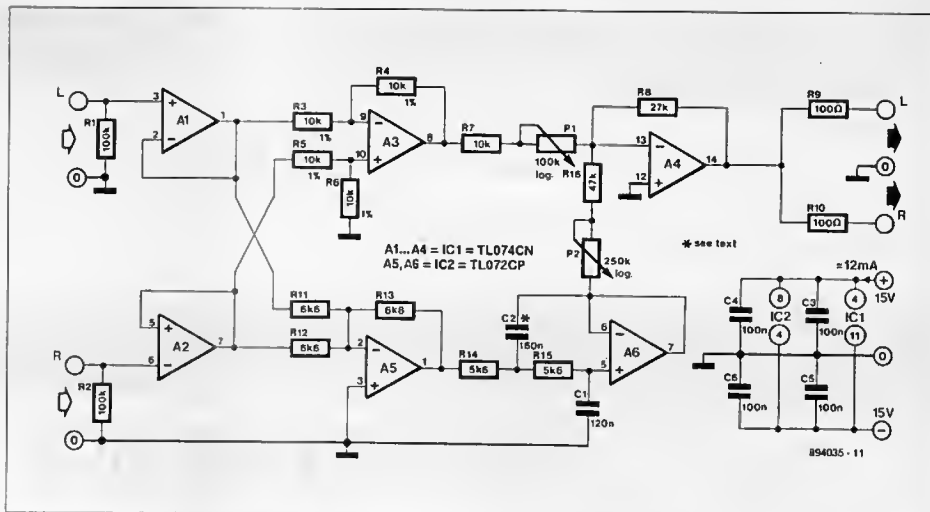 L
R1
100k
0
3
+
2
−
A1
1
R3
10k
1%
R5
10k
1%
R6
10k
1%
R4
10k
1%
9
−
10
+
A3
8
R7
10k
P1
100k
log.
R16
47k
P2
250k
log.
R8
27k
13
−
12
+
A4
14
R9
100Ω
L
0
R
R10
100Ω
A1...A4 = IC1 = TL074CN
A5,A6 = IC2 = TL072CP
* see text
R
R2
100k
0
5
+
6
−
A2
7
R11
6k6
R12
6k6
R13
6k8
2
−
3
+
A5
1
R14
5k6
C2 *
150n
R15
5k6
C1
120n
6
−
5
+
A6
7
≈12mA
+
15V
C4
100n
8
IC2
4
C3
100n
4
IC1
11
0
C6
100n
C5
100n
15V
−
894035 - 11